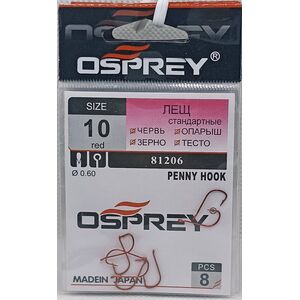 OSPREY®
SIZE
10
red
ЛЕЩ
стандартные
ЧЕРВЬ ОПАРЫШ
ЗЕРНО ТЕСТО
81206
Ø 0.60
PENNY HOOK
OSPREY
MADEIN JAPAN
PCS
8